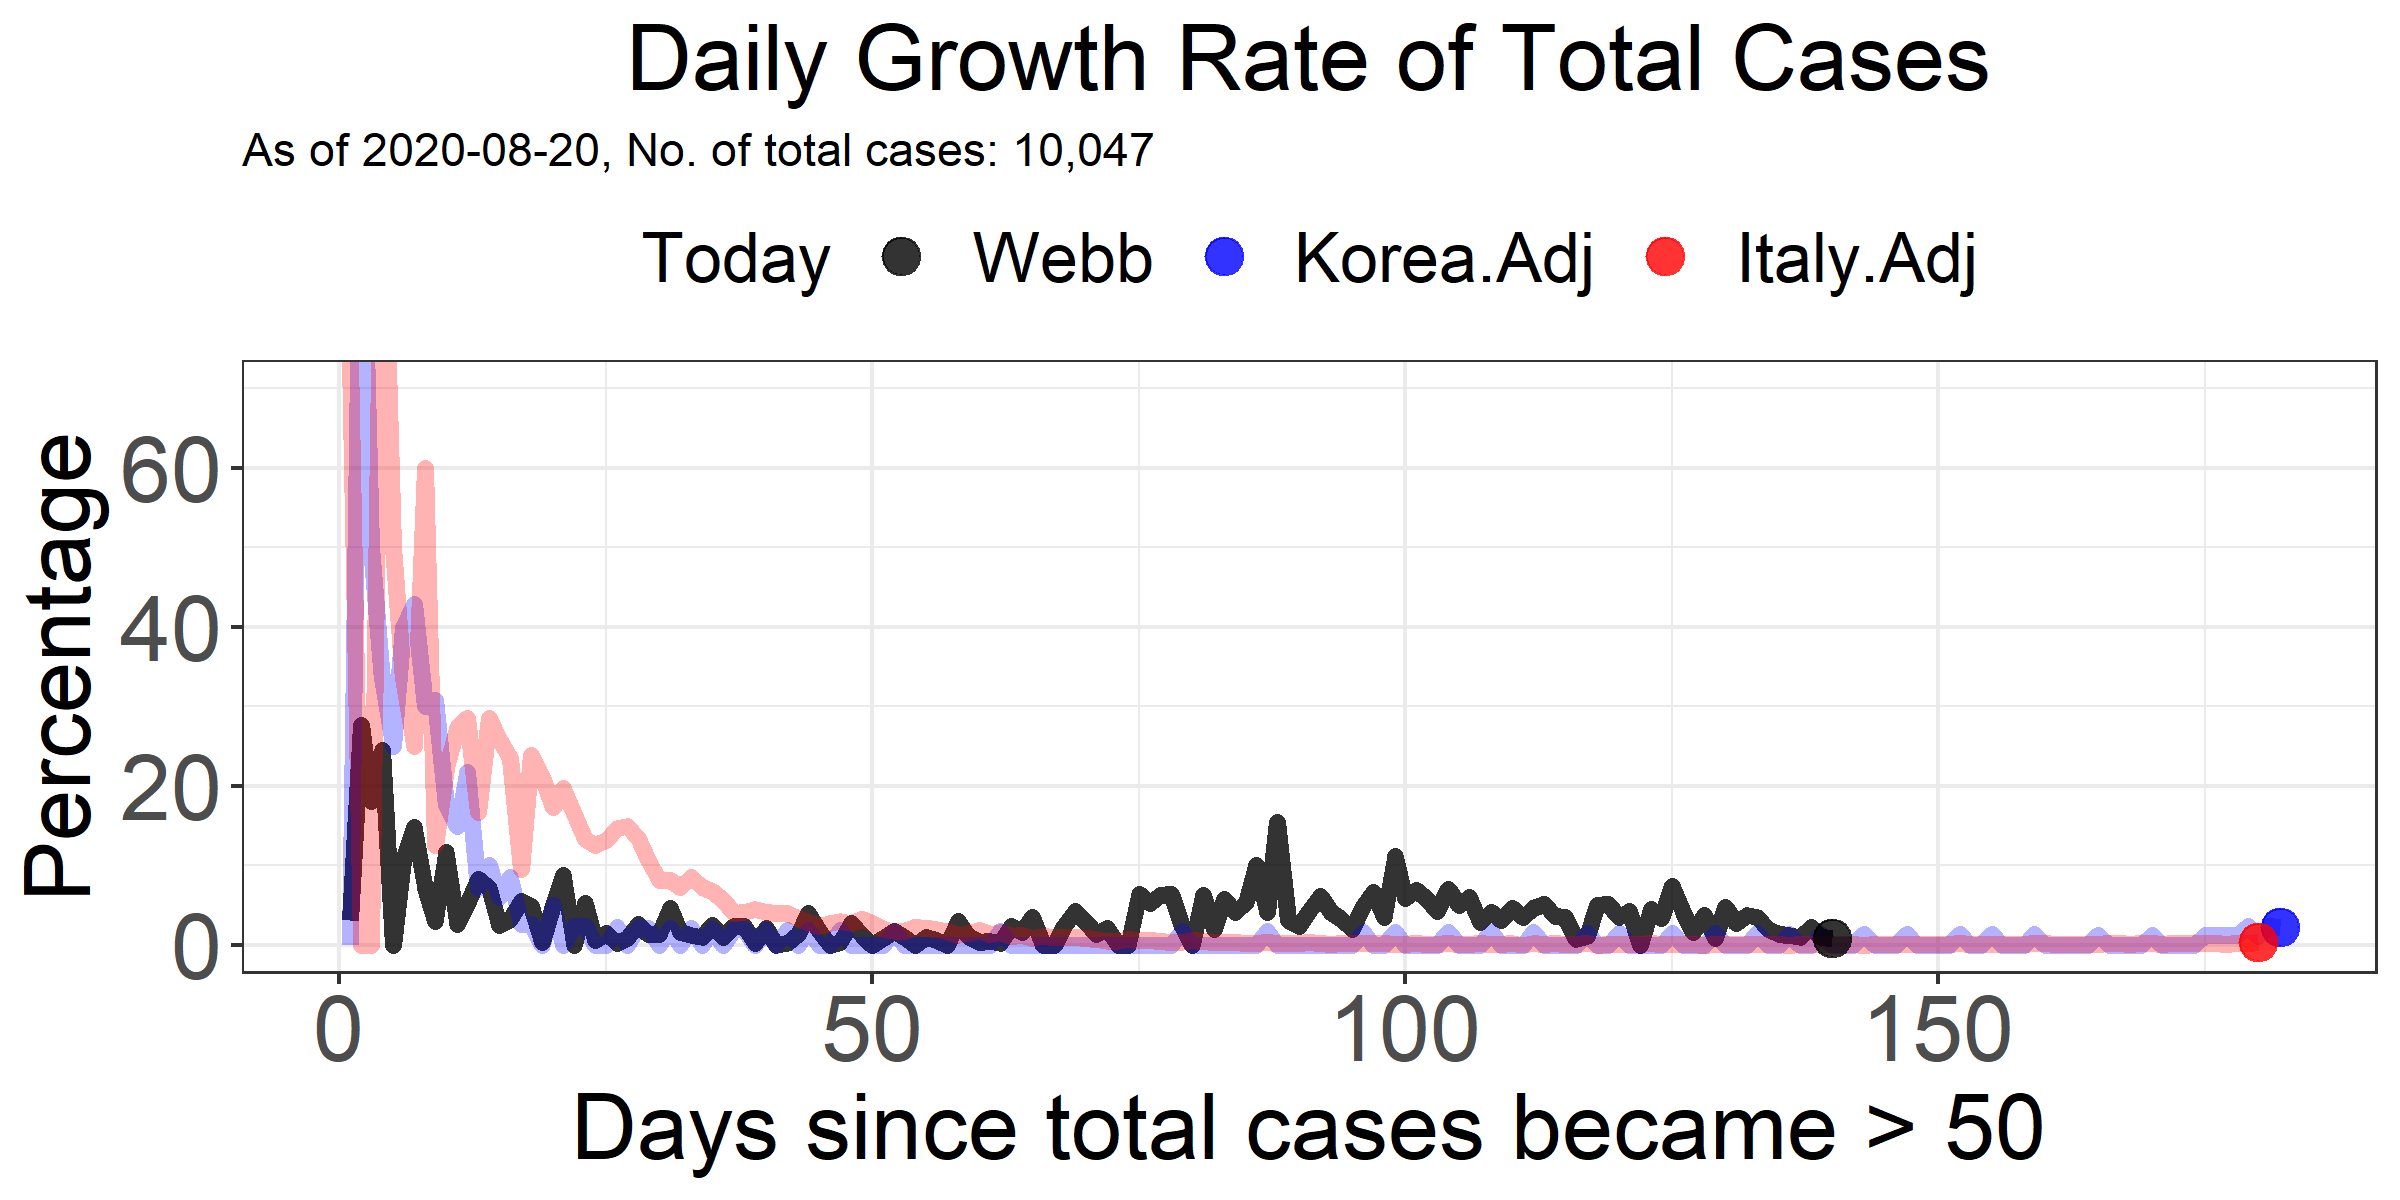 Daily Growth Rate of Total Cases
As of 2020-08-20, No. of total cases: 10,047
Today Webb Korea.Adj Italy.Adj
Percentage
60
40
20
0
0 50 100 150
Days since total cases became > 50